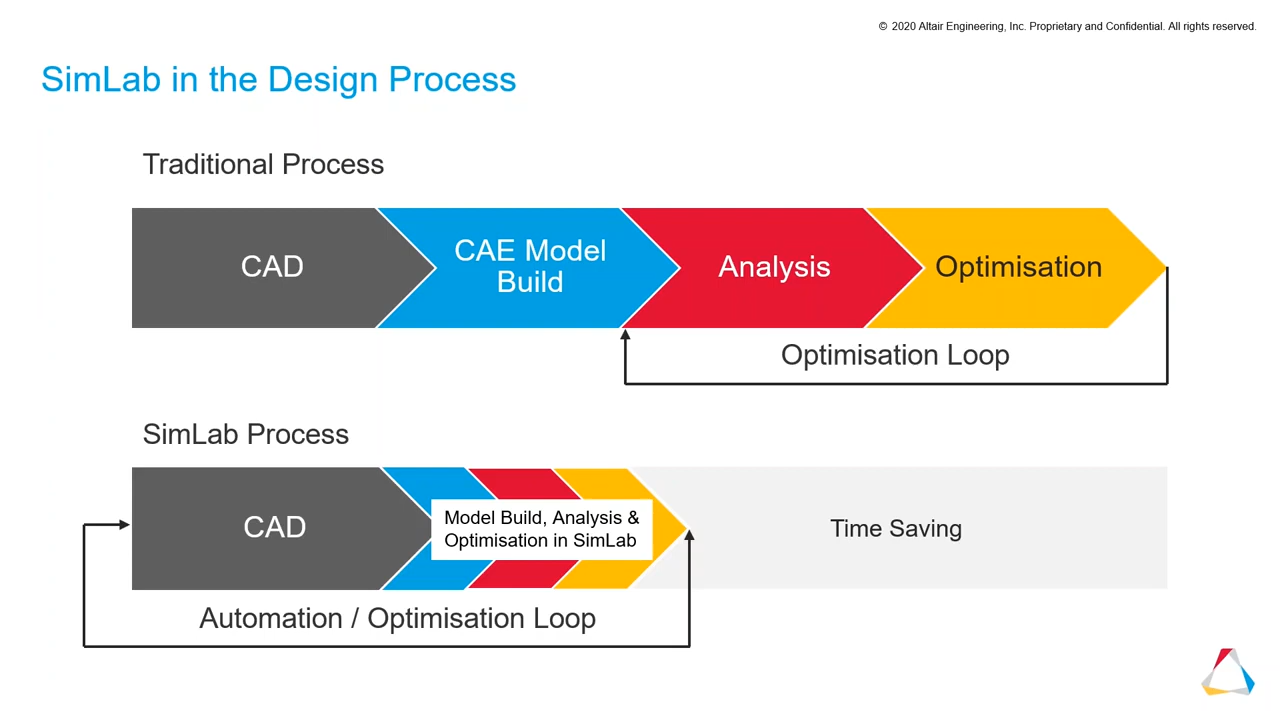 © 2020 Altair Engineering, Inc. Proprietary and Confidential. All rights reserved.
SimLab in the Design Process
Traditional Process
CAD
CAE Model
Build
Analysis
Optimisation
Optimisation Loop
SimLab Process
CAD
Model Build, Analysis &
Optimisation in SimLab
Time Saving
Automation / Optimisation Loop